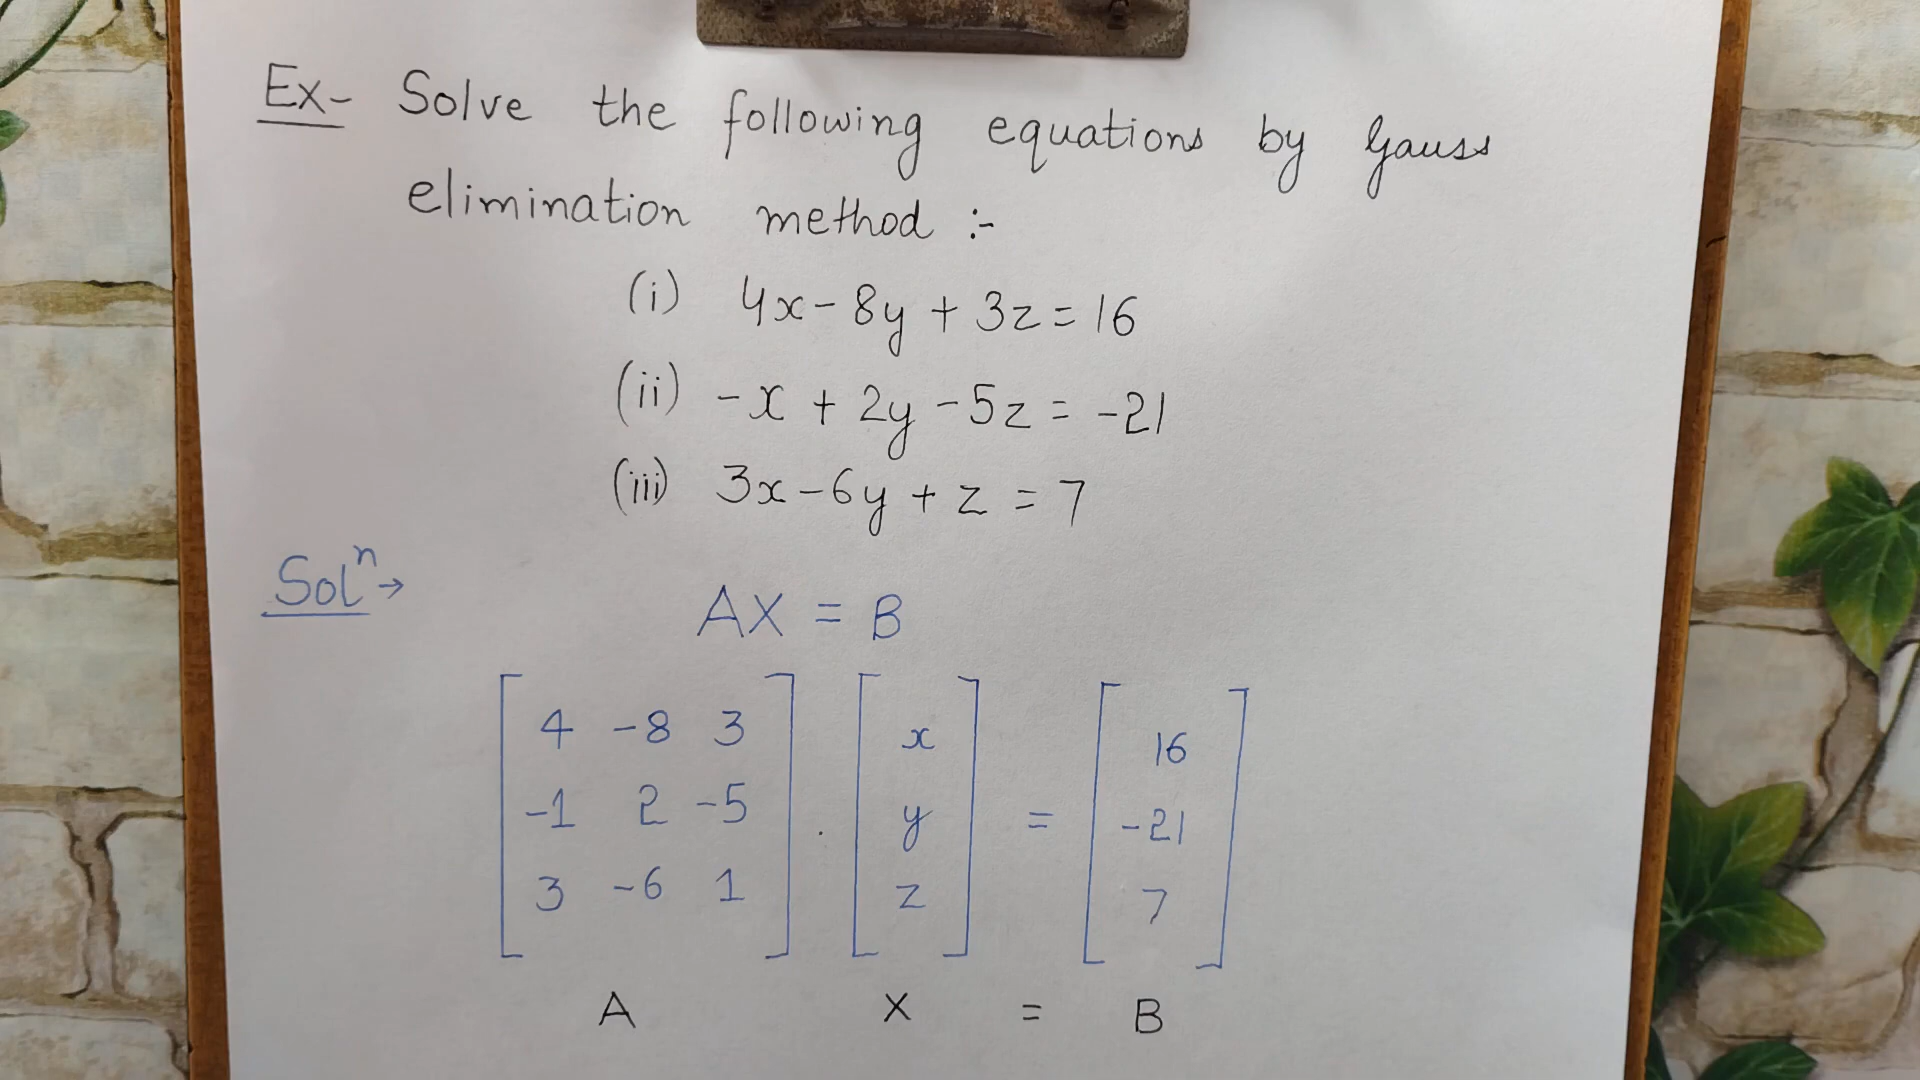 Ex- Solve the following equations by Gauss
elimination method :-
(i) 4x - 8y + 3z = 16
(ii) -x + 2y - 5z = -21
(iii) 3x - 6y + z = 7
Solⁿ→
AX = B
[4 -8 3] [x] [16]
[-1 2 -5] . [y] = [-21]
[3 -6 1] [z] [7]
A X = B